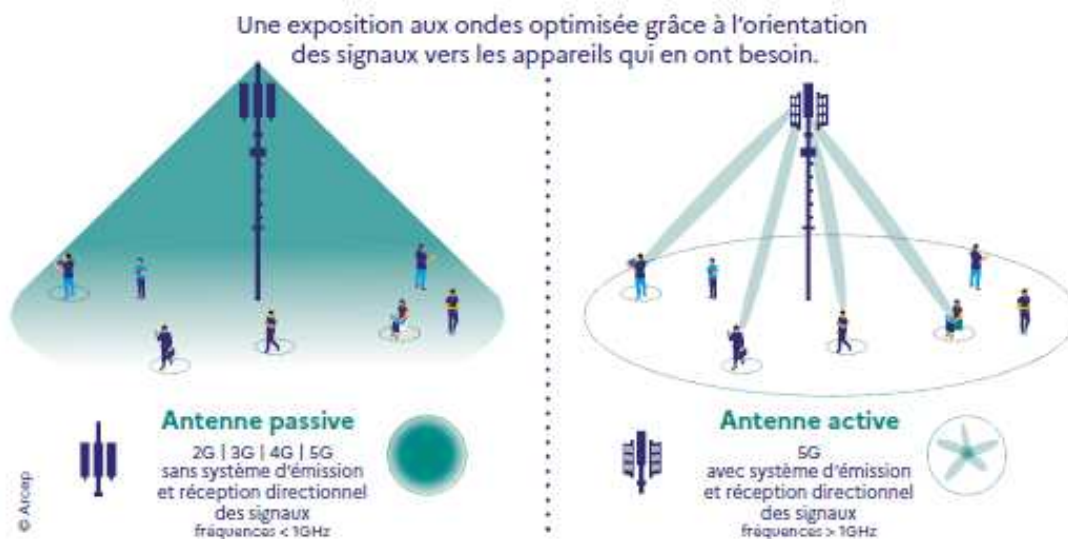 Une exposition aux ondes optimisée grâce à l'orientation
des signaux vers les appareils qui en ont besoin.
Antenne passive
2G | 3G | 4G | 5G
sans système d'émission
et réception directionnel
des signaux
fréquences < 1GHz
Antenne active
5G
avec système d'émission
et réception directionnel
des signaux
fréquences > 1GHz
© Arcep